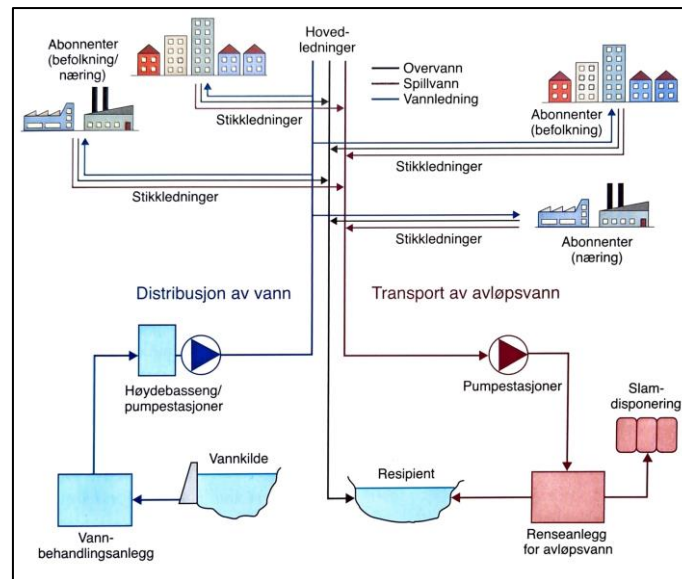 Abonnenter
(befolkning/
næring)
Hoved-
ledninger
Overvann
Spillvann
Vannledning
Abonnenter
(befolkning)
Stikkledninger
Stikkledninger
Stikkledninger
Stikkledninger
Abonnenter
(næring)
Distribusjon av vann
Transport av avløpsvann
Høydebasseng/
pumpestasjoner
Pumpestasjoner
Slam-
disponering
Vannkilde
Resipient
Vann-
behandlingsanlegg
Renseanlegg
for avløpsvann